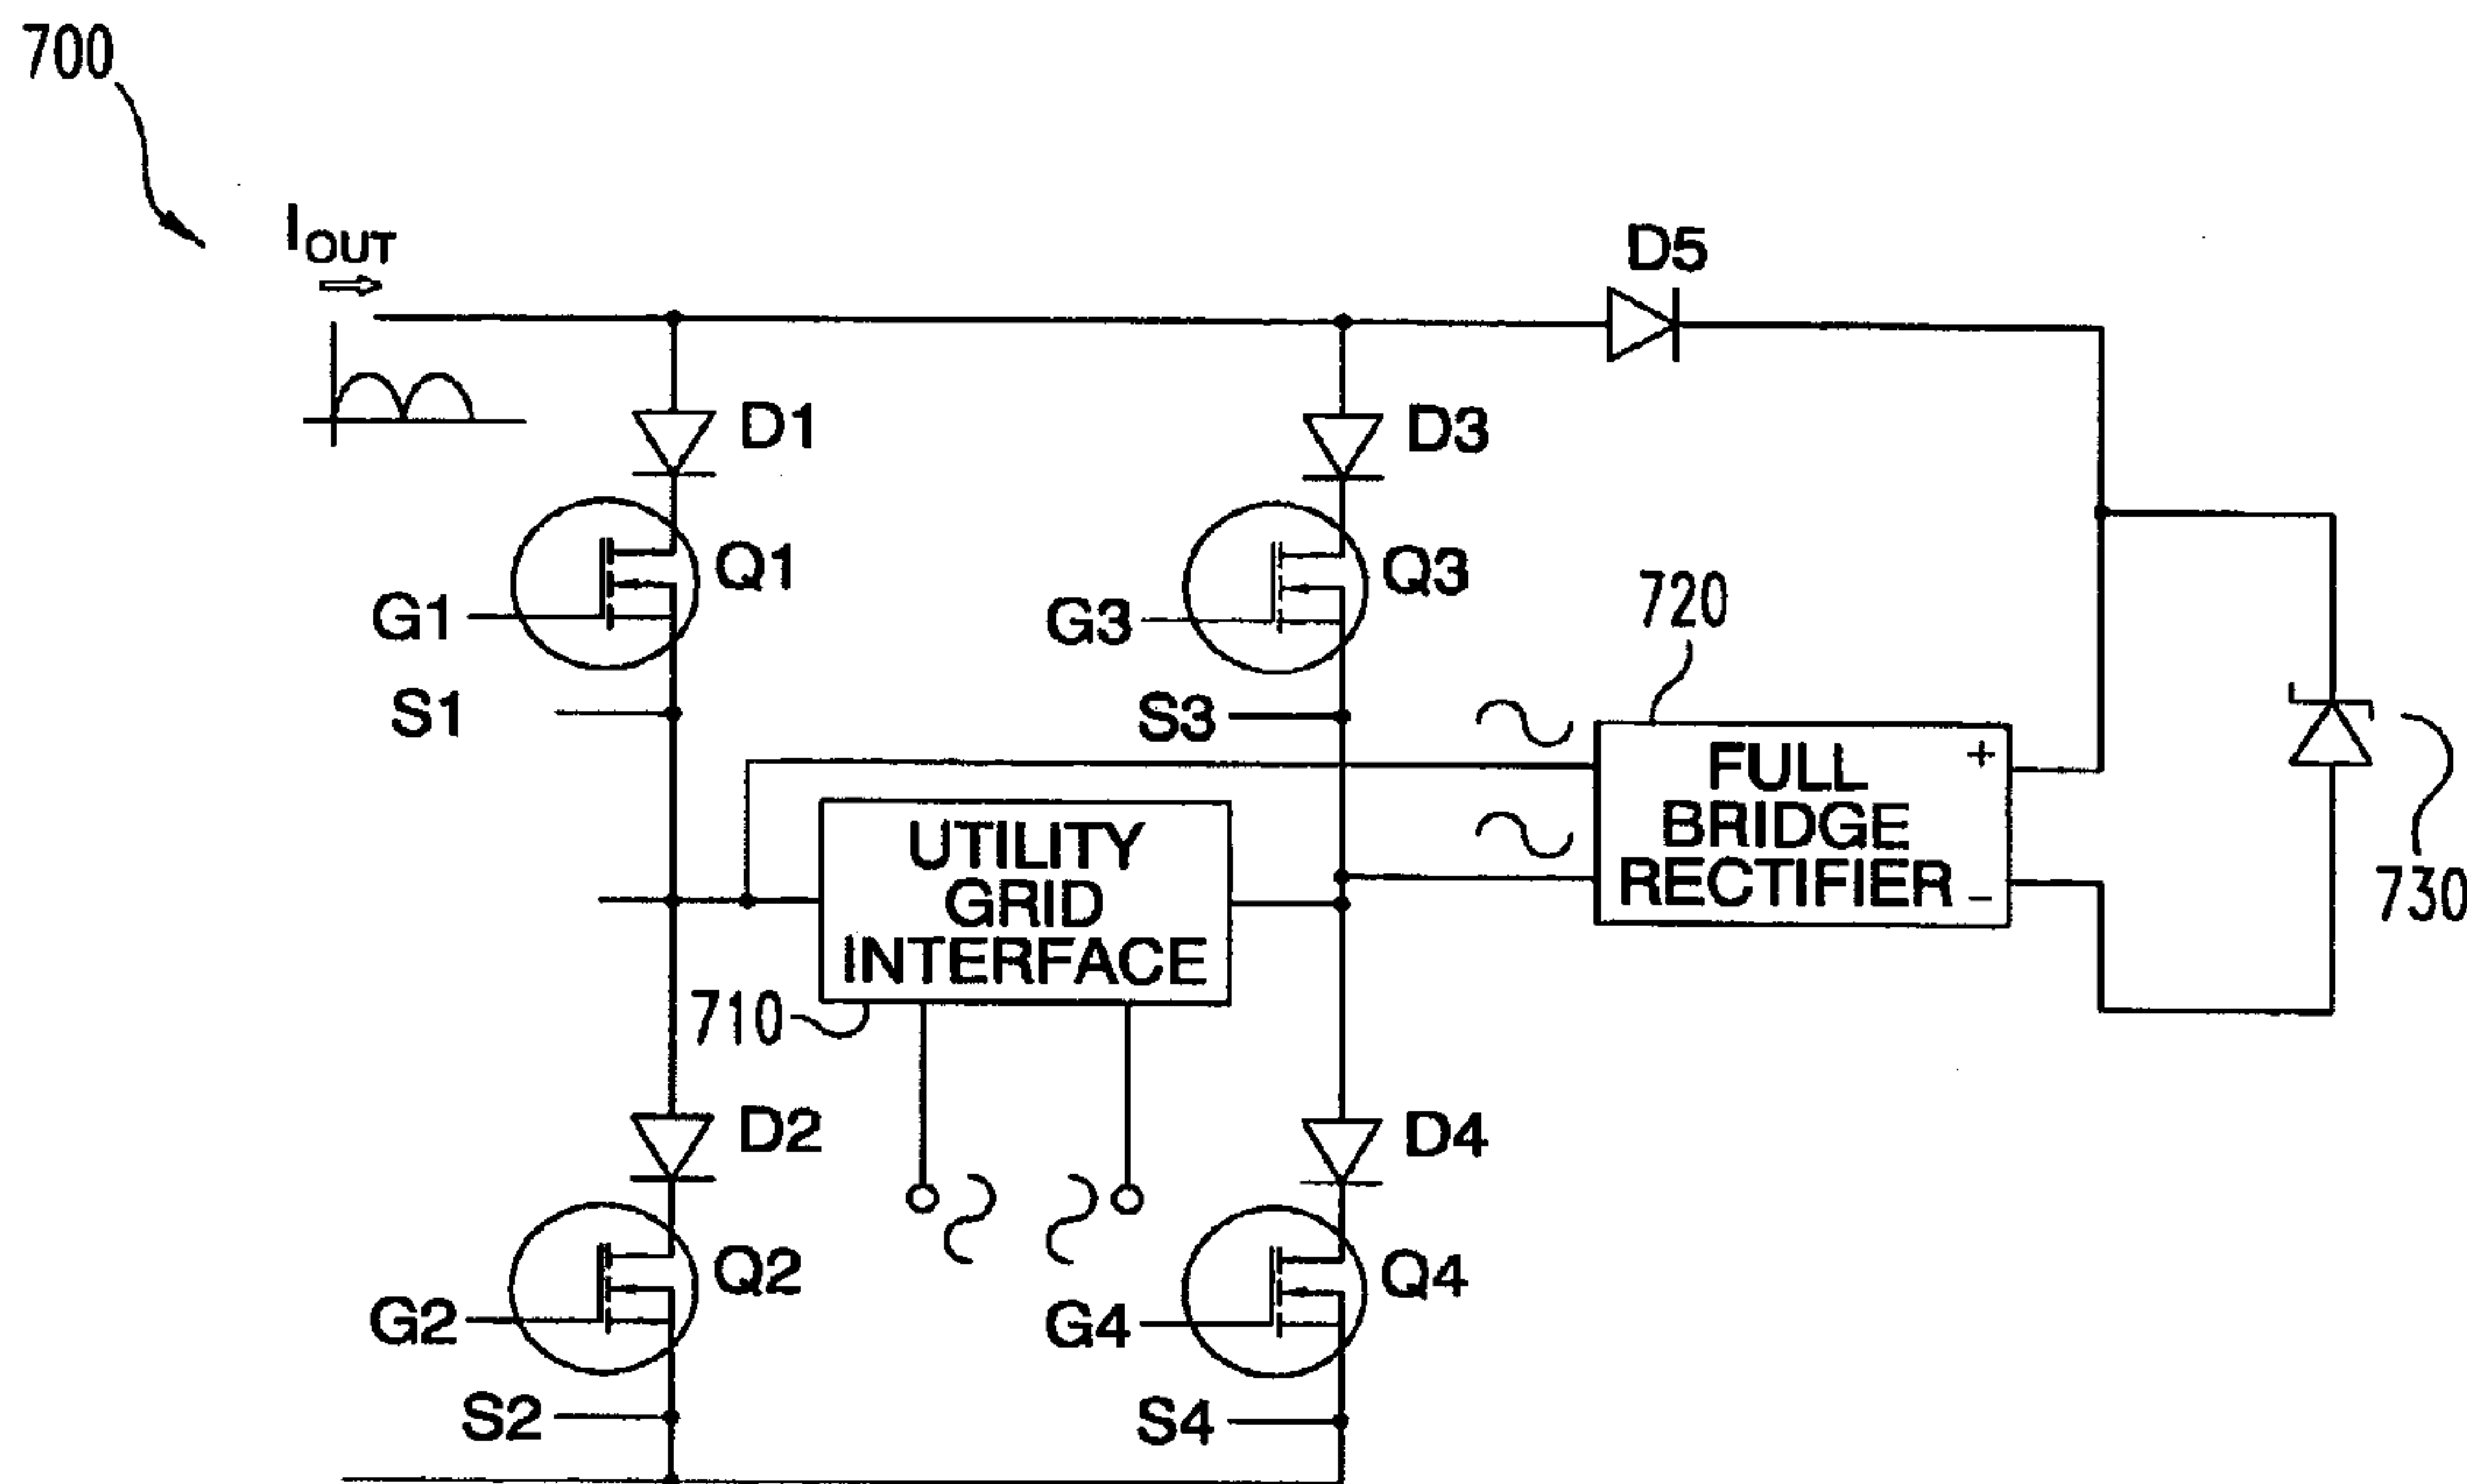 700
IOUT
D5
D1
D3
Q1
Q3
720
G1
G3
S1
S3
FULL
BRIDGE
RECTIFIER
+
−
UTILITY
GRID
INTERFACE
730
710
D2
D4
Q2
Q4
G2
G4
S2
S4